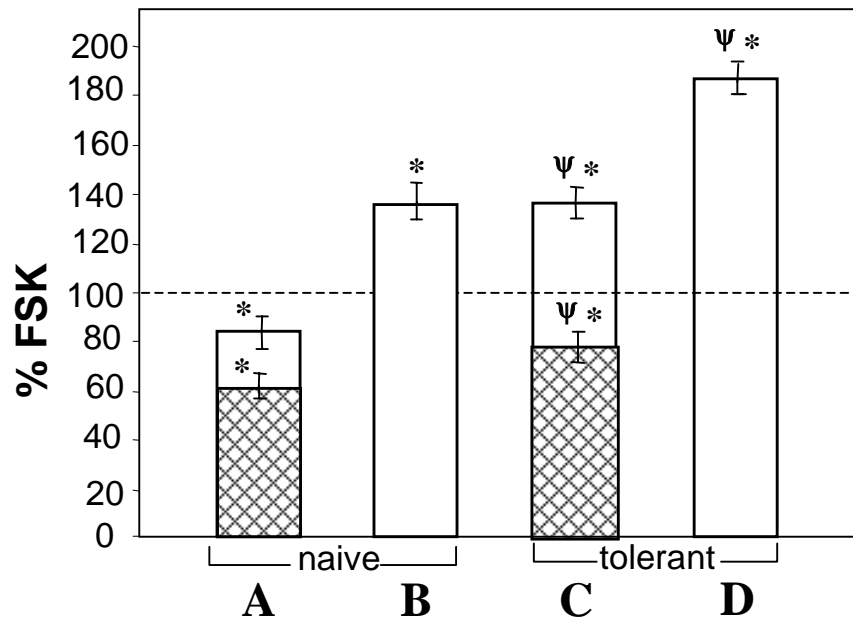 % FSK
200
180
160
140
120
100
80
60
40
20
0
*
*
*
ψ *
ψ *
ψ *
naive
tolerant
A B C D